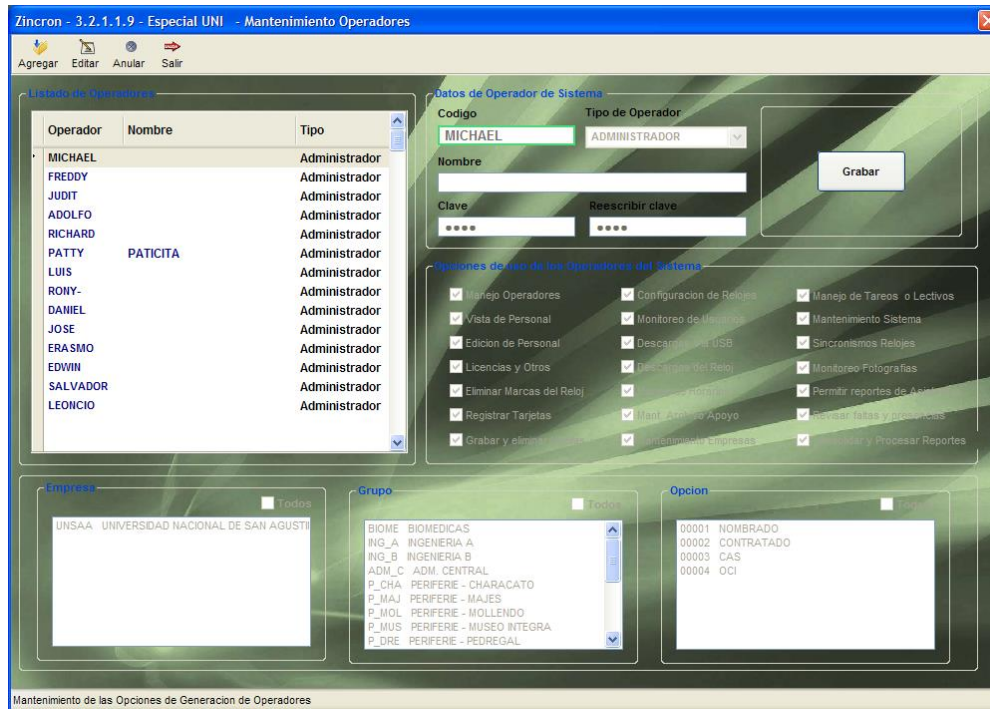 Zincron - 3.2.1.1.9 - Especial UNI - Mantenimiento Operadores
Agregar Editar Anular Salir
Listado de Operadores
Operador Nombre Tipo
MICHAEL Administrador
FREDDY Administrador
JUDIT Administrador
ADOLFO Administrador
RICHARD Administrador
PATTY PATICITA Administrador
LUIS Administrador
RONY- Administrador
DANIEL Administrador
JOSE Administrador
ERASMO Administrador
EDWIN Administrador
SALVADOR Administrador
LEONCIO Administrador
Datos de Operador de Sistema
Codigo Tipo de Operador
MICHAEL ADMINISTRADOR
Nombre
Grabar
Clave Reescribir clave
Opciones de uso de los Operadores del Sistema
Manejo Operadores Configuracion de Relojes Manejo de Tareos o Lectivos
Vista de Personal Monitoreo de Usuarios Mantenimiento Sistema
Edicion de Personal Descargas USB Sincronismos Relojes
Licencias y Otros Descargas del Reloj Monitoreo Fotografias
Eliminar Marcas del Reloj Permitir reportes de
Registrar Tarjetas Mant. Apoyo Revisar faltas y
Grabar y eliminar Mantenimiento Empresas y Procesar Reportes
Empresa
Todos
UNSAA UNIVERSIDAD NACIONAL DE SAN AGUSTI
Grupo
Todos
BIOME BIOMEDICAS
ING_A INGENIERIA A
ING_B INGENIERIA B
ADM_C ADM. CENTRAL
P_CHA PERIFERIE - CHARACATO
P_MAJ PERIFERIE - MAJES
P_MOL PERIFERIE - MOLLENDO
P_MUS PERIFERIE - MUSEO INTEGRA
P_DRE PERIFERIE - PEDREGAL
Opcion
Todos
00001 NOMBRADO
00002 CONTRATADO
00003 CAS
00004 OCI
Mantenimiento de las Opciones de Generacion de Operadores